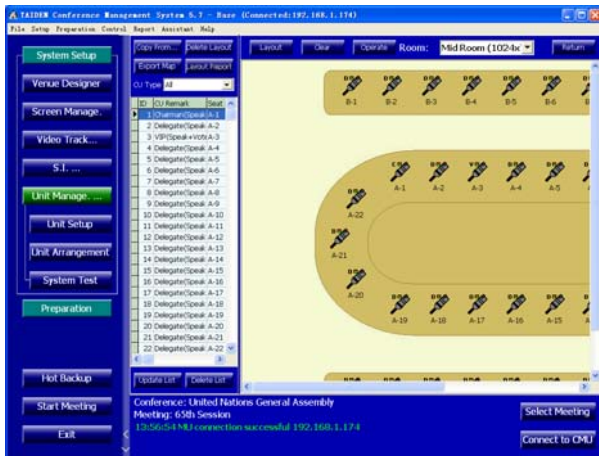 TAIDEN Conference Management System 5.7 - Base (Connected:192.168.1.174)
File Setup Preparation Control Report Assistant Help
System Setup
Venue Designer
Screen Manage.
Video Track...
S.I. ...
Unit Manage. ...
Unit Setup
Unit Arrangement
System Test
Preparation
Hot Backup
Start Meeting
Exit
Copy From... Delete Layout
Export Map Layout Report
CU Type All
ID CU Remark Seat
1 Chairman(Speak A-1
2 Delegate(Speak A-2
3 VIP(Speak+Vote A-3
4 Delegate(Speak A-4
5 Delegate(Speak A-5
6 Delegate(Speak A-6
7 Delegate(Speak A-7
8 Delegate(Speak A-8
9 Delegate(Speak A-9
10 Delegate(Speak A-10
11 Delegate(Speak A-11
12 Delegate(Speak A-12
13 Delegate(Speak A-13
14 Delegate(Speak A-14
15 Delegate(Speak A-15
16 Delegate(Speak A-16
17 Delegate(Speak A-17
18 Delegate(Speak A-18
19 Delegate(Speak A-19
20 Delegate(Speak A-20
21 Delegate(Speak A-21
22 Delegate(Speak A-22
Update List Delete List
Layout Clear Operate Room: Mid Room (1024x Return
B-1 B-2 B-3 B-4 B-5 B-6
A-1 A-2 A-3 A-4 A-5
A-22
A-21
A-20
A-19 A-18 A-17 A-16 A-15
Conference: United Nations General Assembly
Meeting: 65th Session
13:56:54 MU connection successful 192.168.1.174
Select Meeting
Connect to CMU